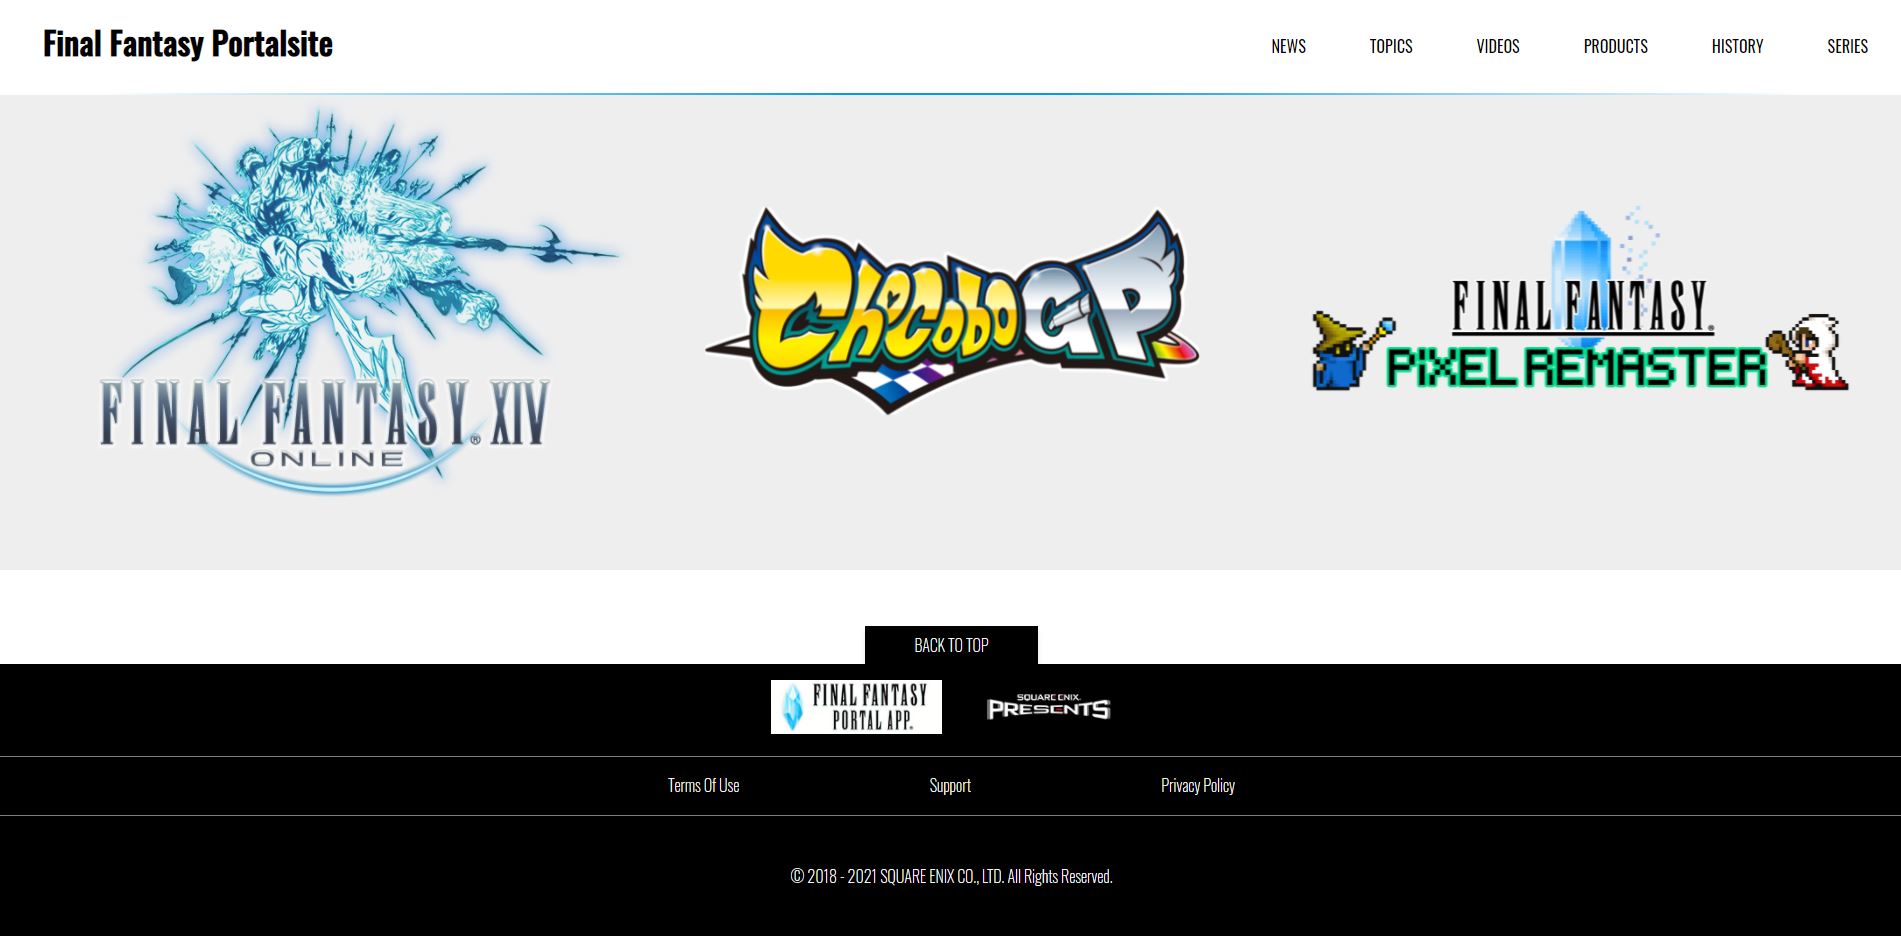 Final Fantasy Portalsite
NEWS
TOPICS
VIDEOS
PRODUCTS
HISTORY
SERIES
FINAL FANTASY® XIV
ONLINE
Chocobo GP
FINAL FANTASY®
PIXEL REMASTER
BACK TO TOP
FINAL FANTASY
PORTAL APP
SQUARE ENIX
PRESENTS
Terms Of Use
Support
Privacy Policy
© 2018 - 2021 SQUARE ENIX CO., LTD. All Rights Reserved.